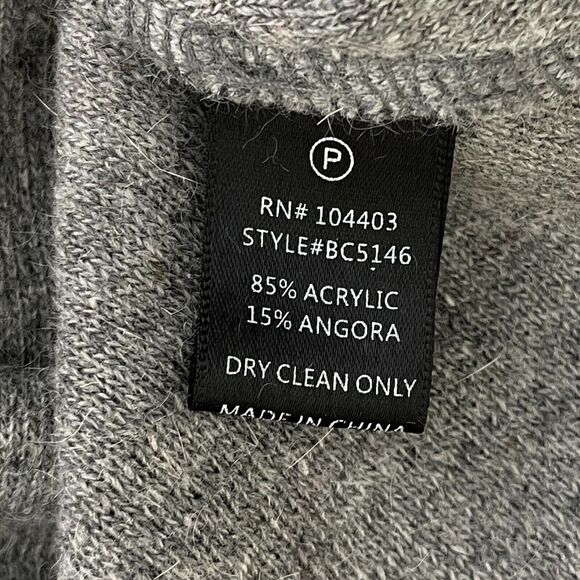 P
RN# 104403
STYLE#BC5146
85% ACRYLIC
15% ANGORA
DRY CLEAN ONLY
MADE IN CHINA